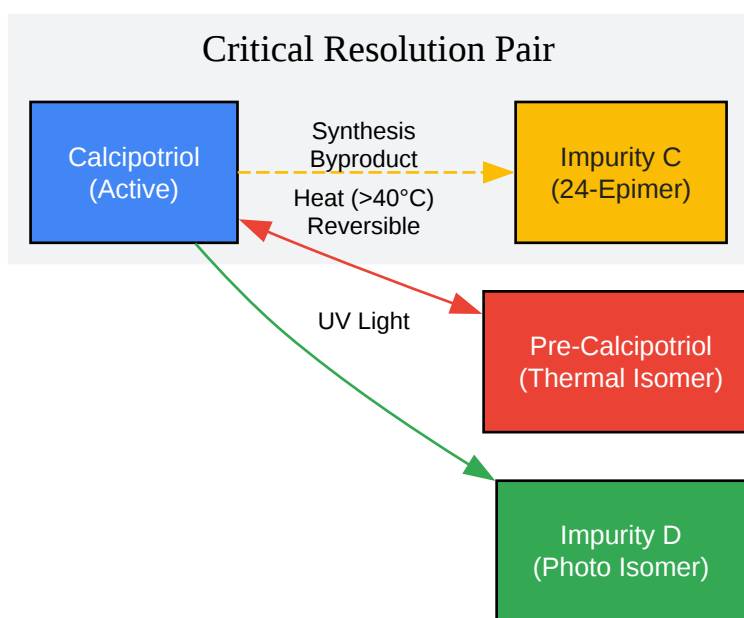 Critical Resolution Pair
Calcipotriol
(Active)
Synthesis
Byproduct
Impurity C
(24-Epimer)
Heat (>40°C)
Reversible
UV Light
Pre-Calcipotriol
(Thermal Isomer)
Impurity D
(Photo Isomer)